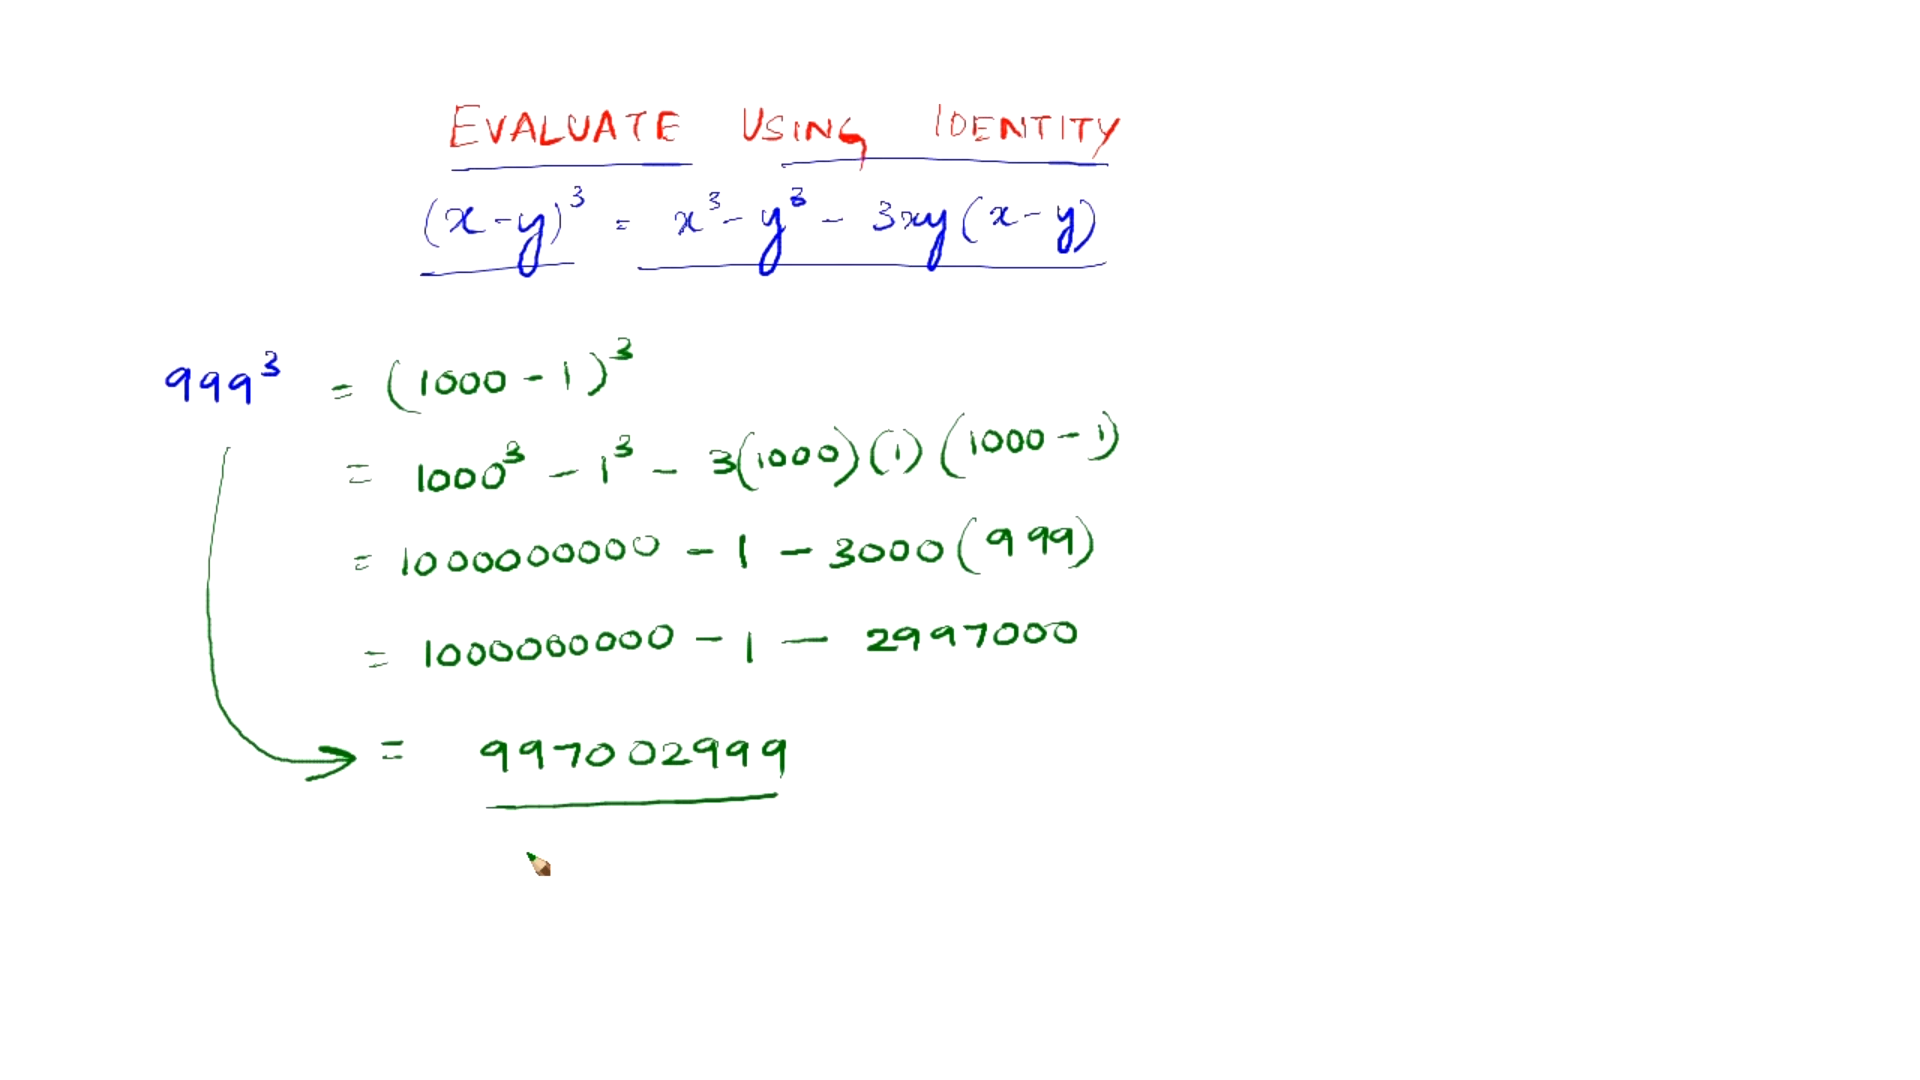 EVALUATE USING IDENTITY
(x-y)³ = x³ - y³ - 3xy(x-y)
999³ = (1000 - 1)³
= 1000³ - 1³ - 3(1000)(1)(1000 - 1)
= 1000000000 - 1 - 3000(999)
= 1000000000 - 1 - 2997000
= 997002999